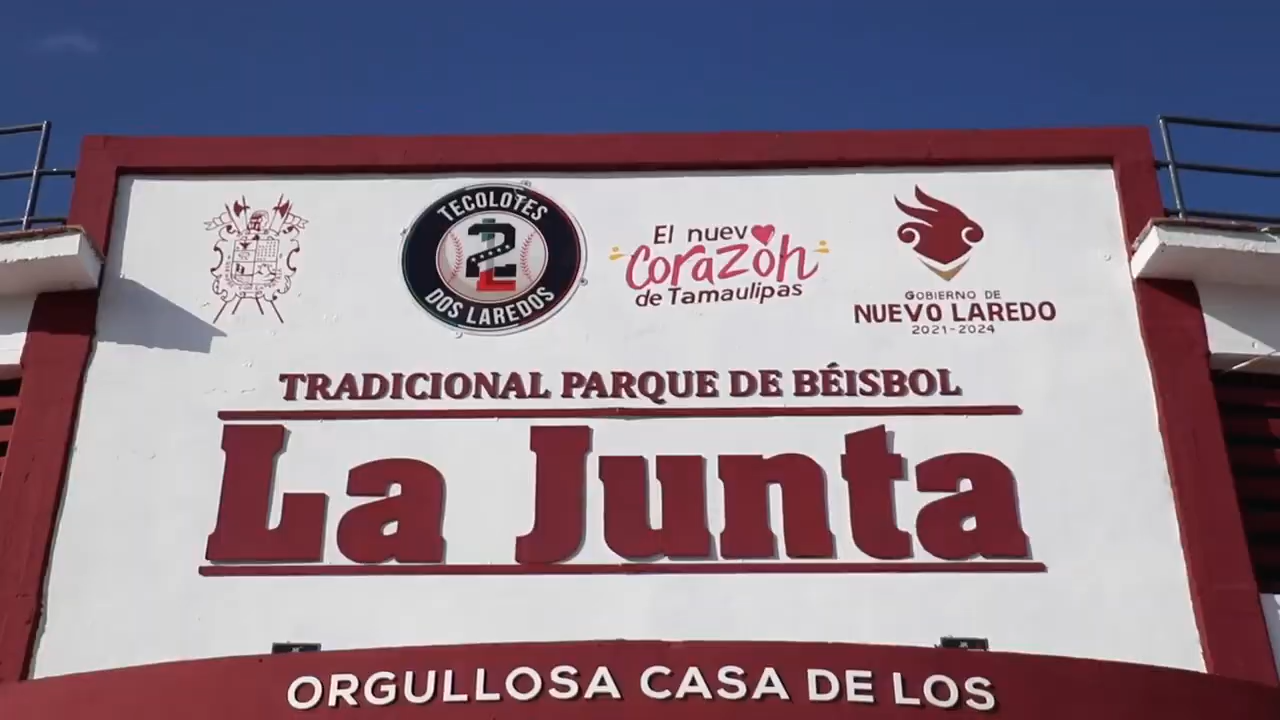 TECOLOTES
2L
DOS LAREDOS
El nuevo
Corazón
de Tamaulipas
GOBIERNO DE
NUEVO LAREDO
2021-2024
TRADICIONAL PARQUE DE BÉISBOL
La Junta
ORGULLOSA CASA DE LOS